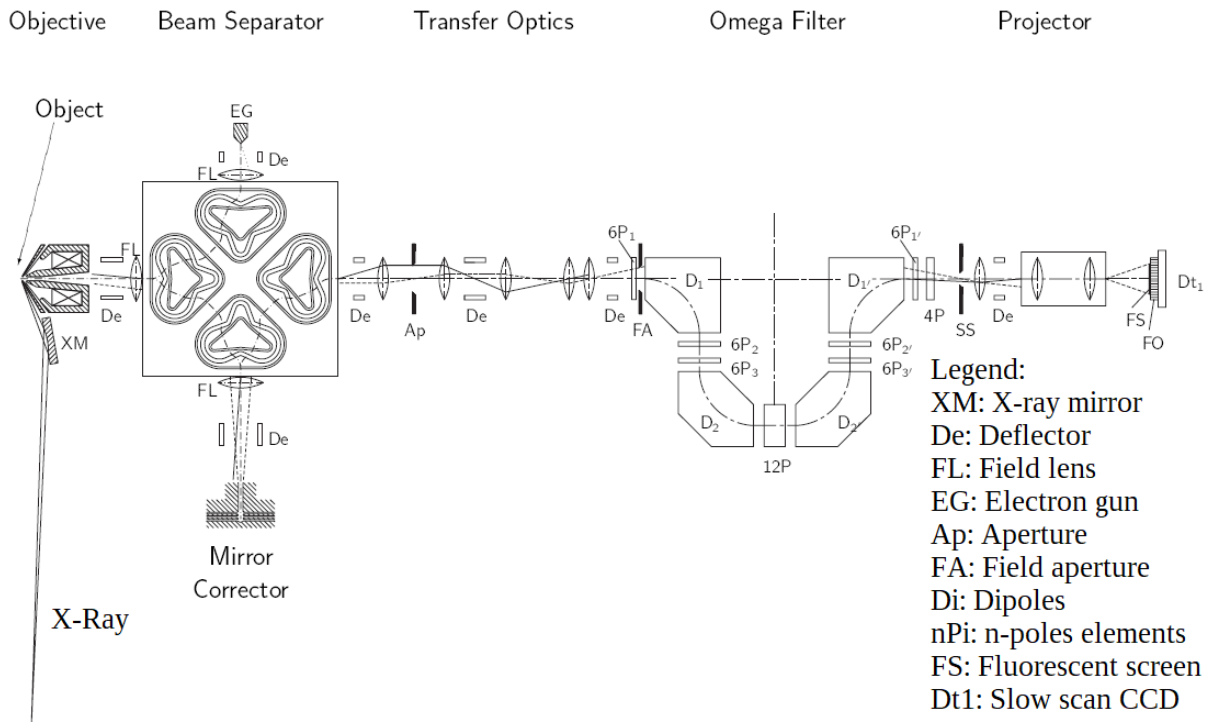 Objective Beam Separator Transfer Optics Omega Filter Projector
Object
EG
FL De
FL
De
XM
FL
De
Mirror
Corrector
X-Ray
De
Ap
De
De
6P1
FA
D1
6P2
6P3
D2
12P
D2'
6P2'
6P3'
D1'
6P1'
4P
SS
De
FS
FO
Dt1
Legend:
XM: X-ray mirror
De: Deflector
FL: Field lens
EG: Electron gun
Ap: Aperture
FA: Field aperture
Di: Dipoles
nPi: n-poles elements
FS: Fluorescent screen
Dt1: Slow scan CCD